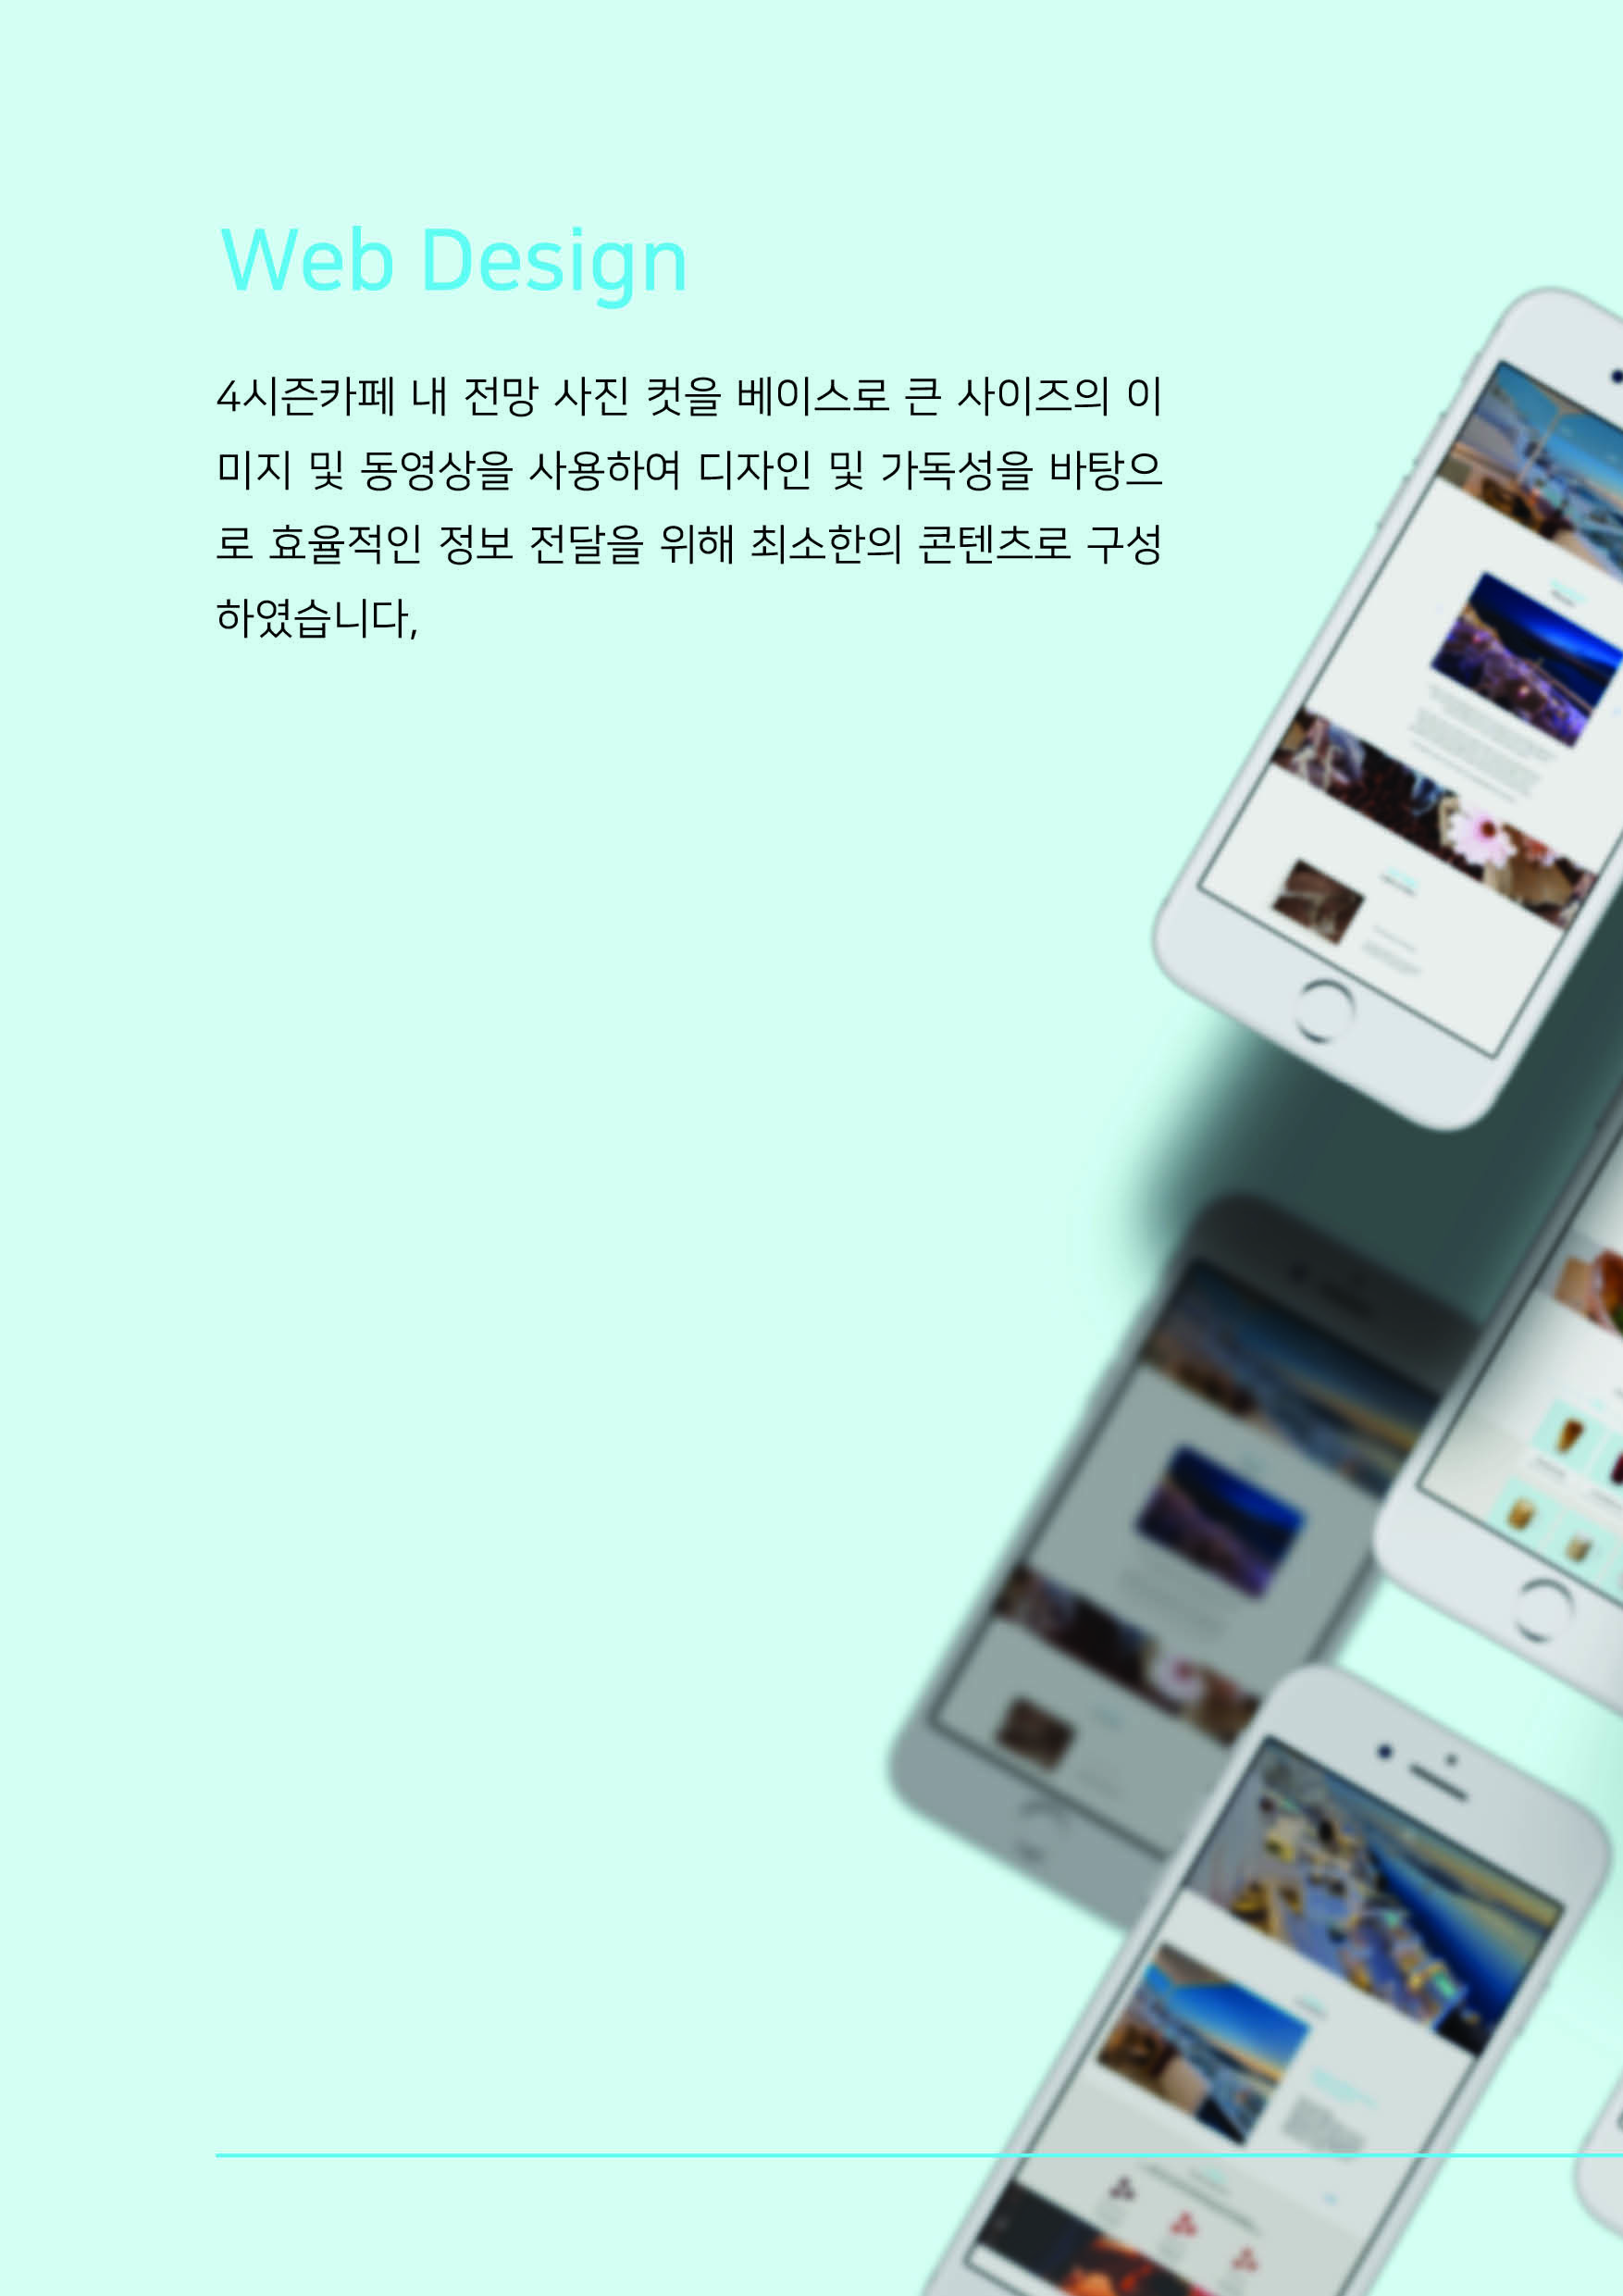 Web Design
4시즌카페 내 전망 사진 컷을 베이스로 큰 사이즈의 이
미지 및 동영상을 사용하여 디자인 및 가독성을 바탕으
로 효율적인 정보 전달을 위해 최소한의 콘텐츠로 구성
하였습니다,